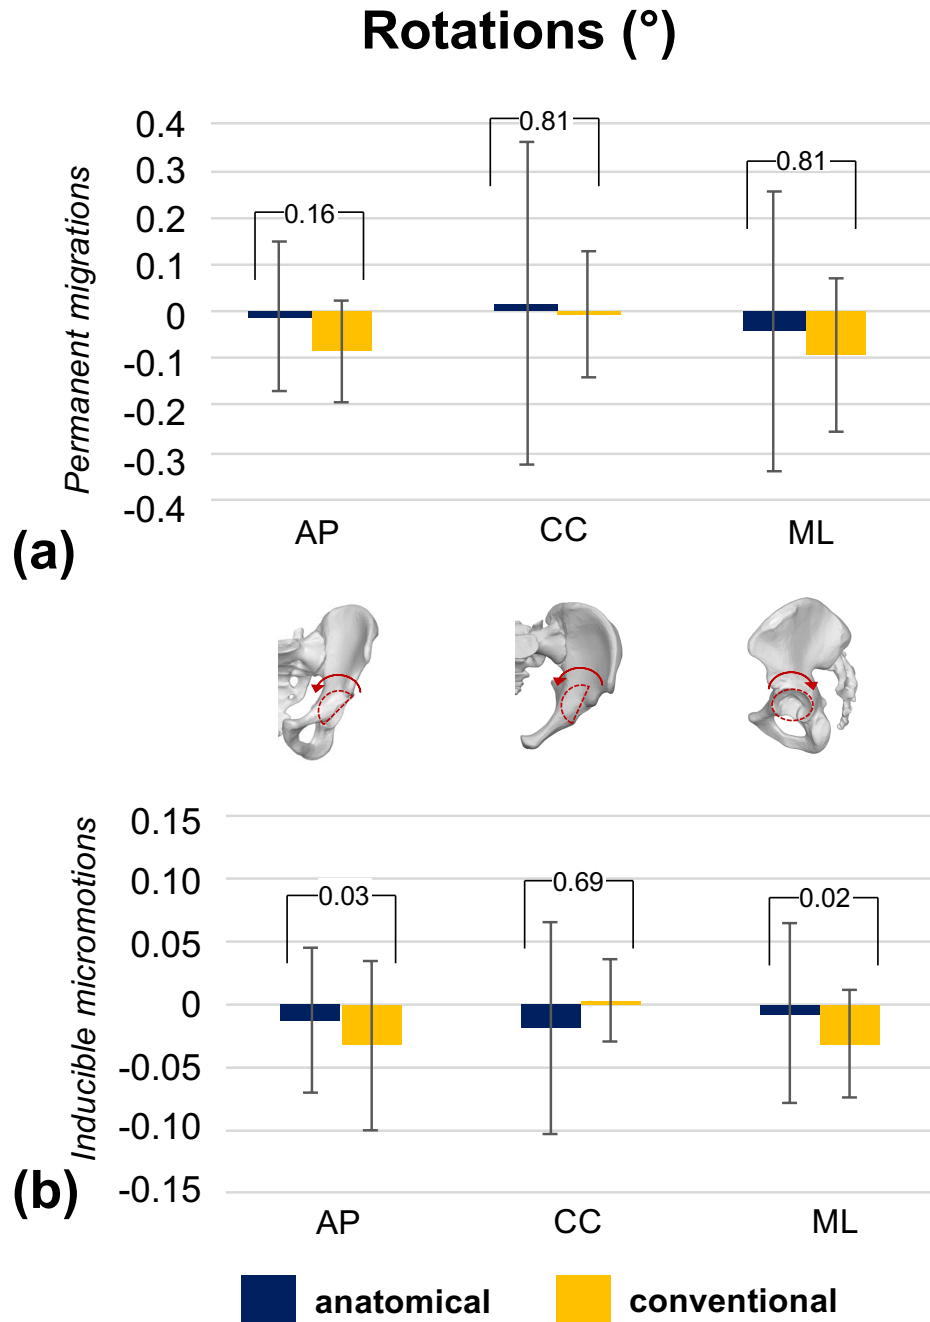 Rotations (°)
Permanent migrations
0.4
0.3
0.2
0.1
0
-0.1
-0.2
-0.3
-0.4
0.16
0.81
0.81
AP CC ML
(a)
Inducible micromotions
0.15
0.10
0.05
0
-0.05
-0.10
-0.15
0.03
0.69
0.02
(b)
AP CC ML
anatomical conventional